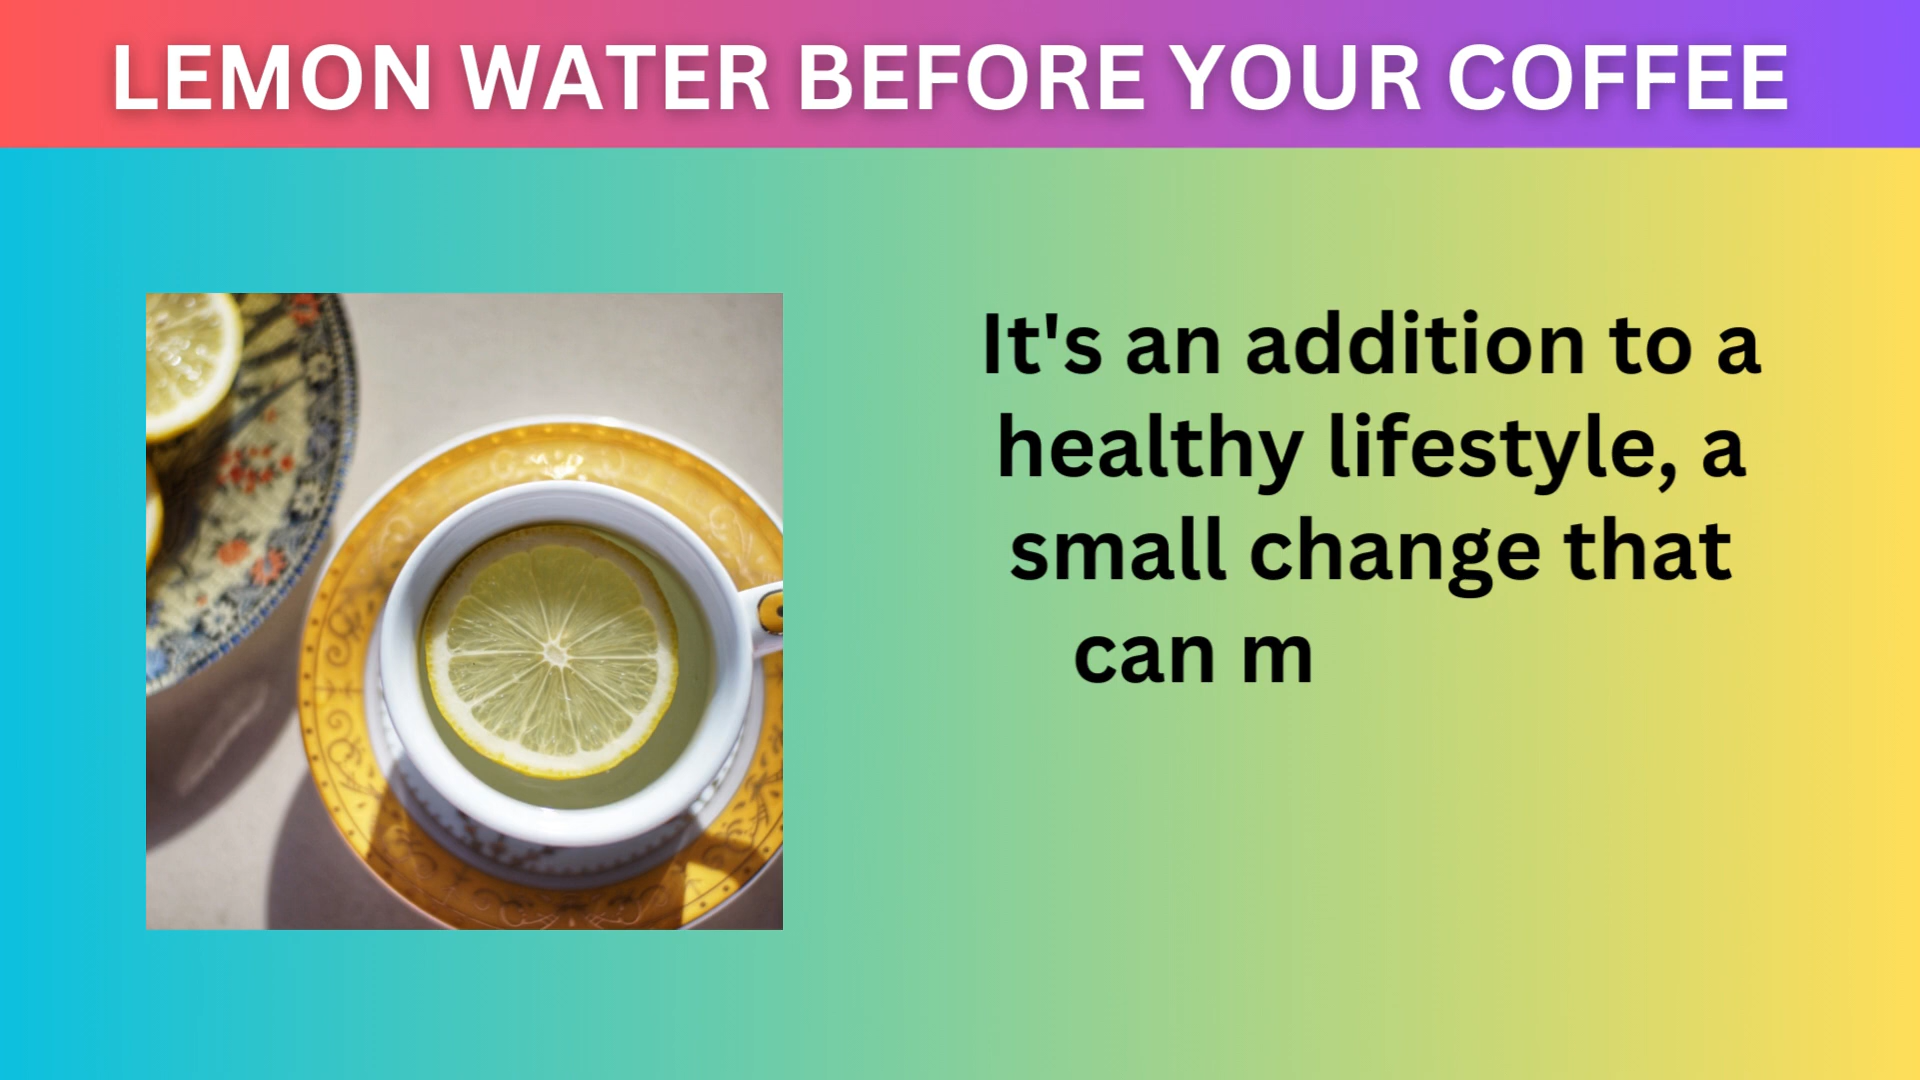 LEMON WATER BEFORE YOUR COFFEE
It's an addition to a
healthy lifestyle, a
small change that
can m